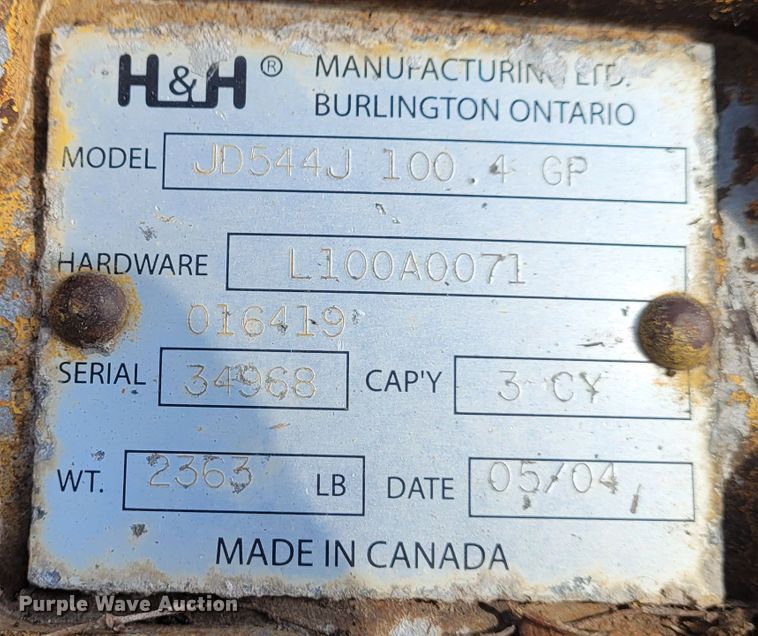 H&H ® MANUFACTURING LTD.
BURLINGTON ONTARIO
MODEL JD544J 100.4 GP
HARDWARE L100A0071
016419
SERIAL 34968 CAP'Y 3 CY
WT. 2363 LB DATE 05/04
MADE IN CANADA
Purple Wave Auction